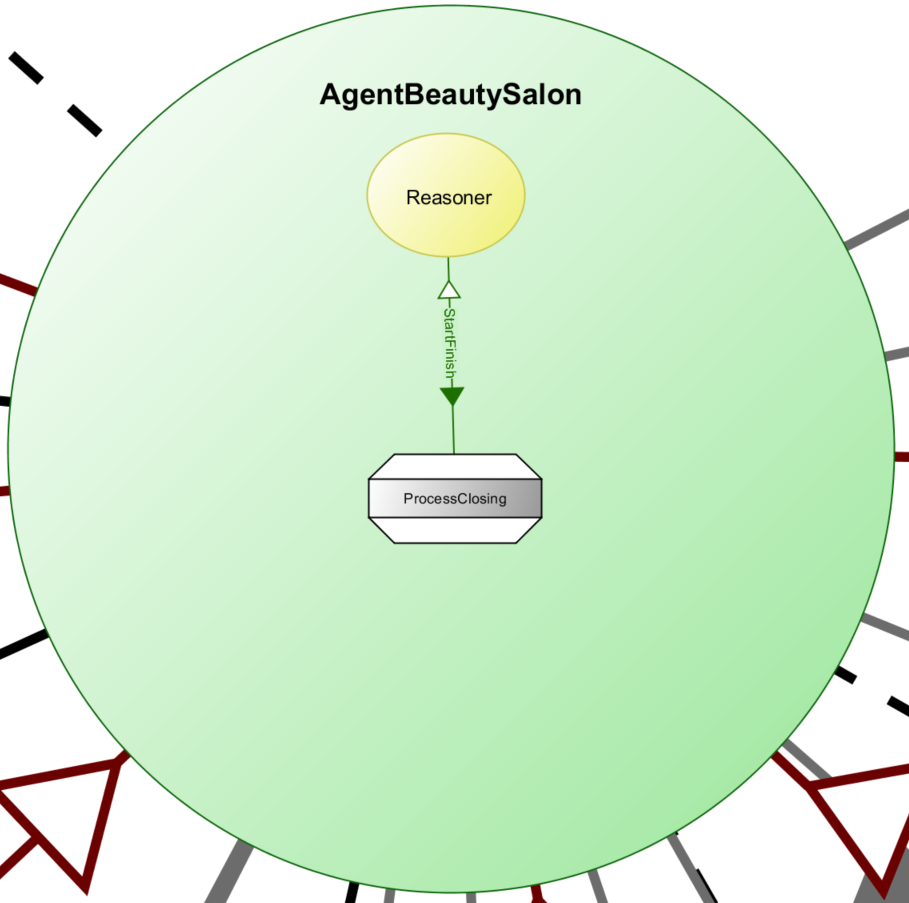 AgentBeautySalon
Reasoner
StartFinish
ProcessClosing